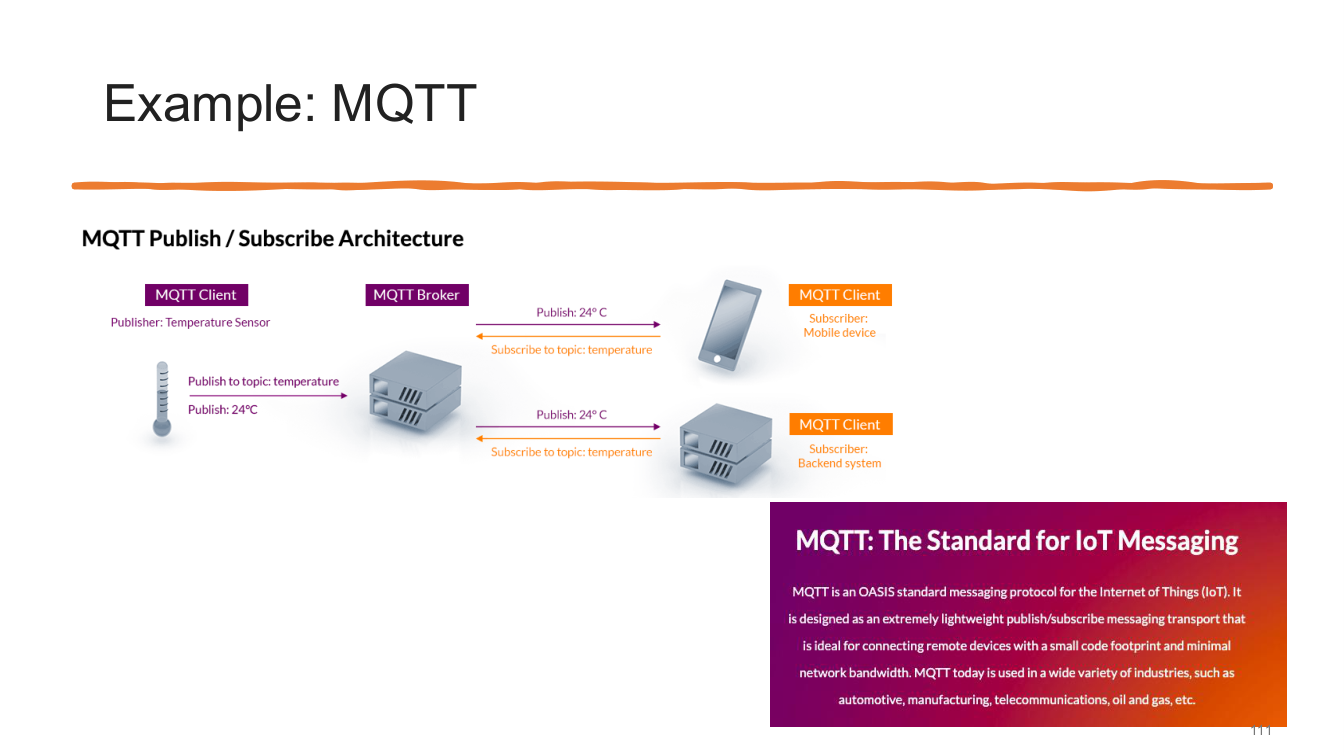 Example: MQTT
MQTT Publish / Subscribe Architecture
MQTT Client
Publisher: Temperature Sensor
Publish to topic: temperature
Publish: 24°C
MQTT Broker
Publish: 24° C
Subscribe to topic: temperature
MQTT Client
Subscriber:
Mobile device
Publish: 24° C
Subscribe to topic: temperature
MQTT Client
Subscriber:
Backend system
MQTT: The Standard for IoT Messaging
MQTT is an OASIS standard messaging protocol for the Internet of Things (IoT). It
is designed as an extremely lightweight publish/subscribe messaging transport that
is ideal for connecting remote devices with a small code footprint and minimal
network bandwidth. MQTT today is used in a wide variety of industries, such as
automotive, manufacturing, telecommunications, oil and gas, etc.
111